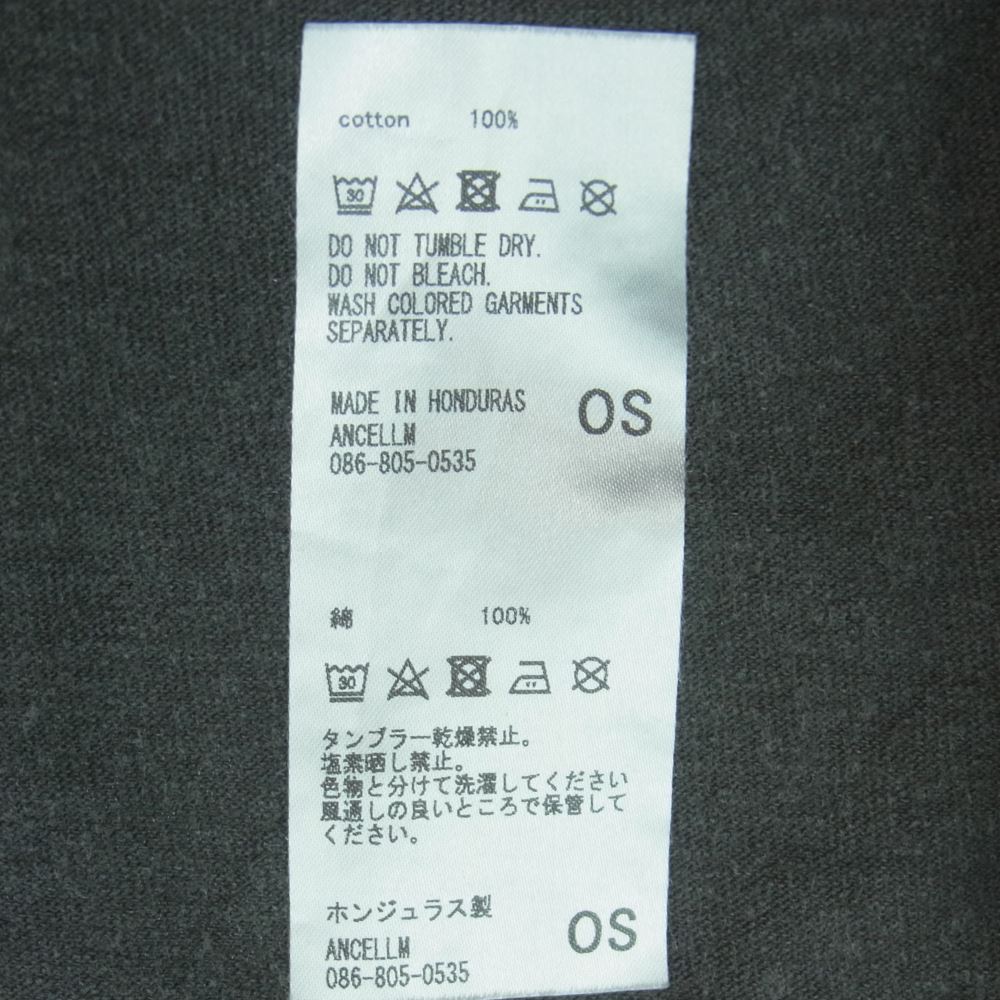 cotton 100%
30
DO NOT TUMBLE DRY.
DO NOT BLEACH.
WASH COLORED GARMENTS
SEPARATELY.
MADE IN HONDURAS
OS
ANCELLM
086-805-0535
綿 100%
30
タンブラー乾燥禁止。
塩素晒し禁止。
色物と分けて洗濯してください
風通しの良いところで保管して
ください。
ホンジュラス製
OS
ANCELLM
086-805-0535